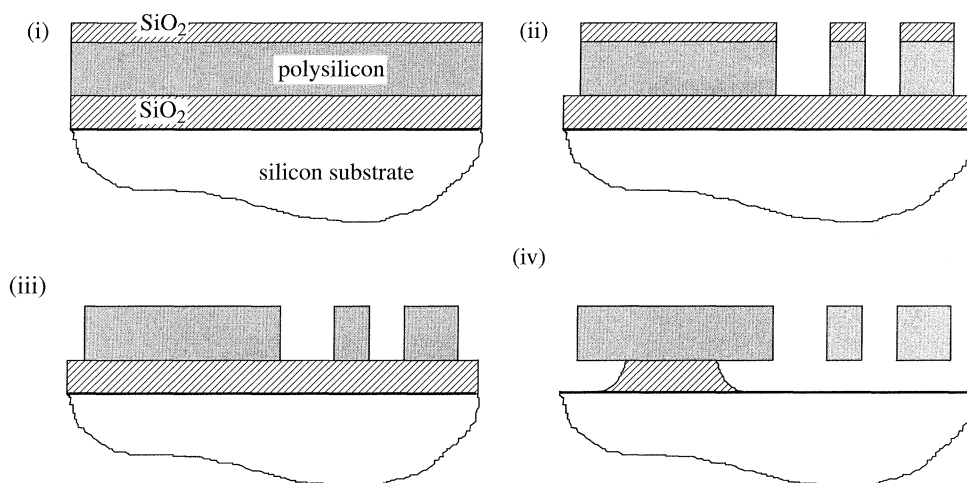 (i)
SiO₂
polysilicon
SiO₂
silicon substrate
(ii)
(iii)
(iv)